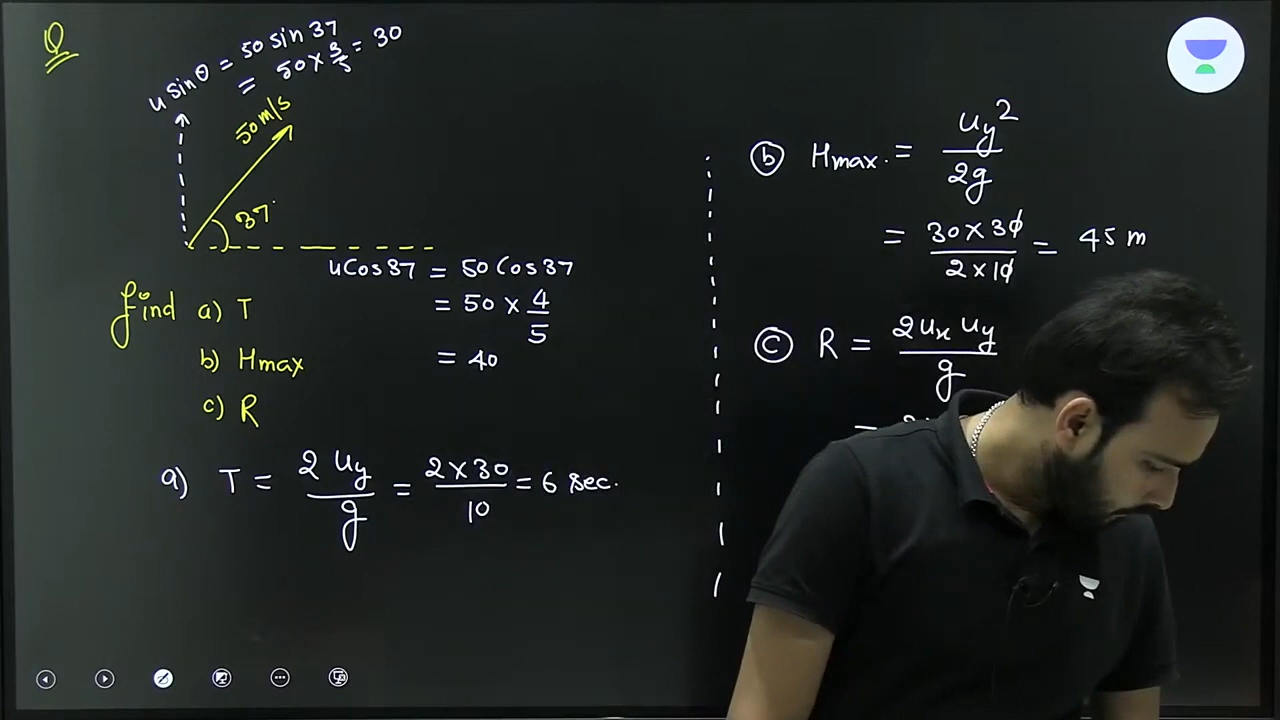 Q
u sin θ = 50 sin 37
= 50 × 3/5 = 30
50 m/s
37°
u Cos 37 = 50 Cos 37
= 50 × 4/5
= 40
find a) T
b) Hmax
c) R
a) T = 2 uy / g = 2 × 30 / 10 = 6 sec.
(b) Hmax. = uy² / 2g
= 30 × 30 / 2 × 10 = 45 m
(c) R = 2 ux uy / g
=